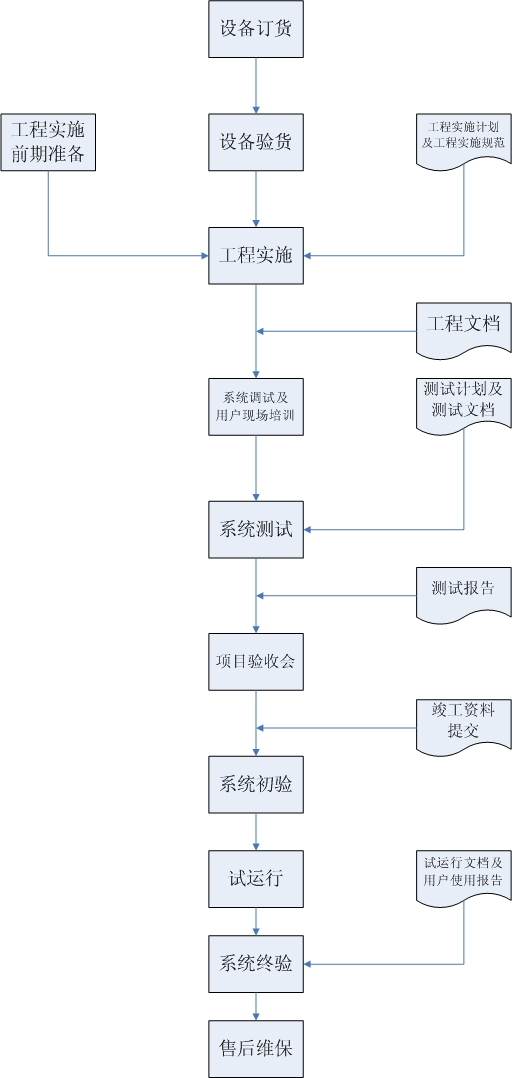 设备订货
工程实施
前期准备
设备验货
工程实施计划
及工程实施规范
工程实施
工程文档
系统调试及
用户现场培训
测试计划及
测试文档
系统测试
测试报告
项目验收会
竣工资料
提交
系统初验
试运行
试运行文档及
用户使用报告
系统终验
售后维保